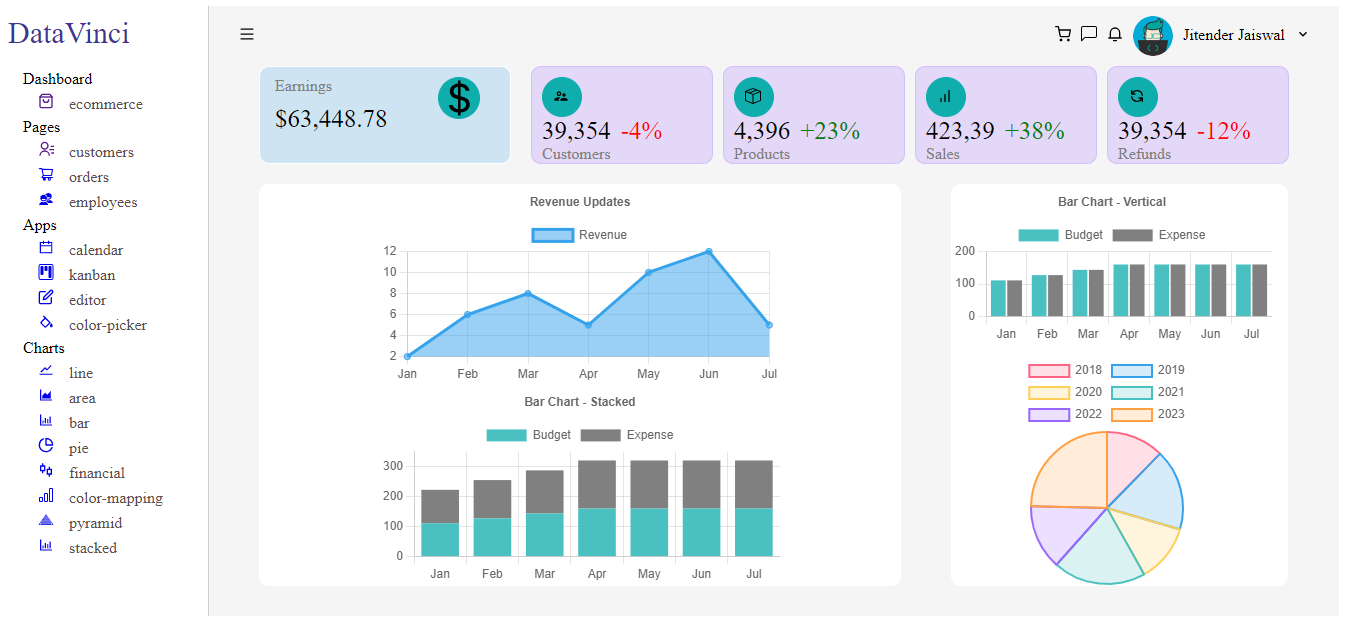 DataVinci
Dashboard
ecommerce
Pages
customers
orders
employees
Apps
calendar
kanban
editor
color-picker
Charts
line
area
bar
pie
financial
color-mapping
pyramid
stacked
Jitender Jaiswal
Earnings
$63,448.78
$
39,354 -4%
Customers
4,396 +23%
Products
423,39 +38%
Sales
39,354 -12%
Refunds
Revenue Updates
Revenue
12
10
8
6
4
2
Jan Feb Mar Apr May Jun Jul
Bar Chart - Stacked
Budget Expense
300
200
100
0
Jan Feb Mar Apr May Jun Jul
Bar Chart - Vertical
Budget Expense
200
100
0
Jan Feb Mar Apr May Jun Jul
2018 2019
2020 2021
2022 2023